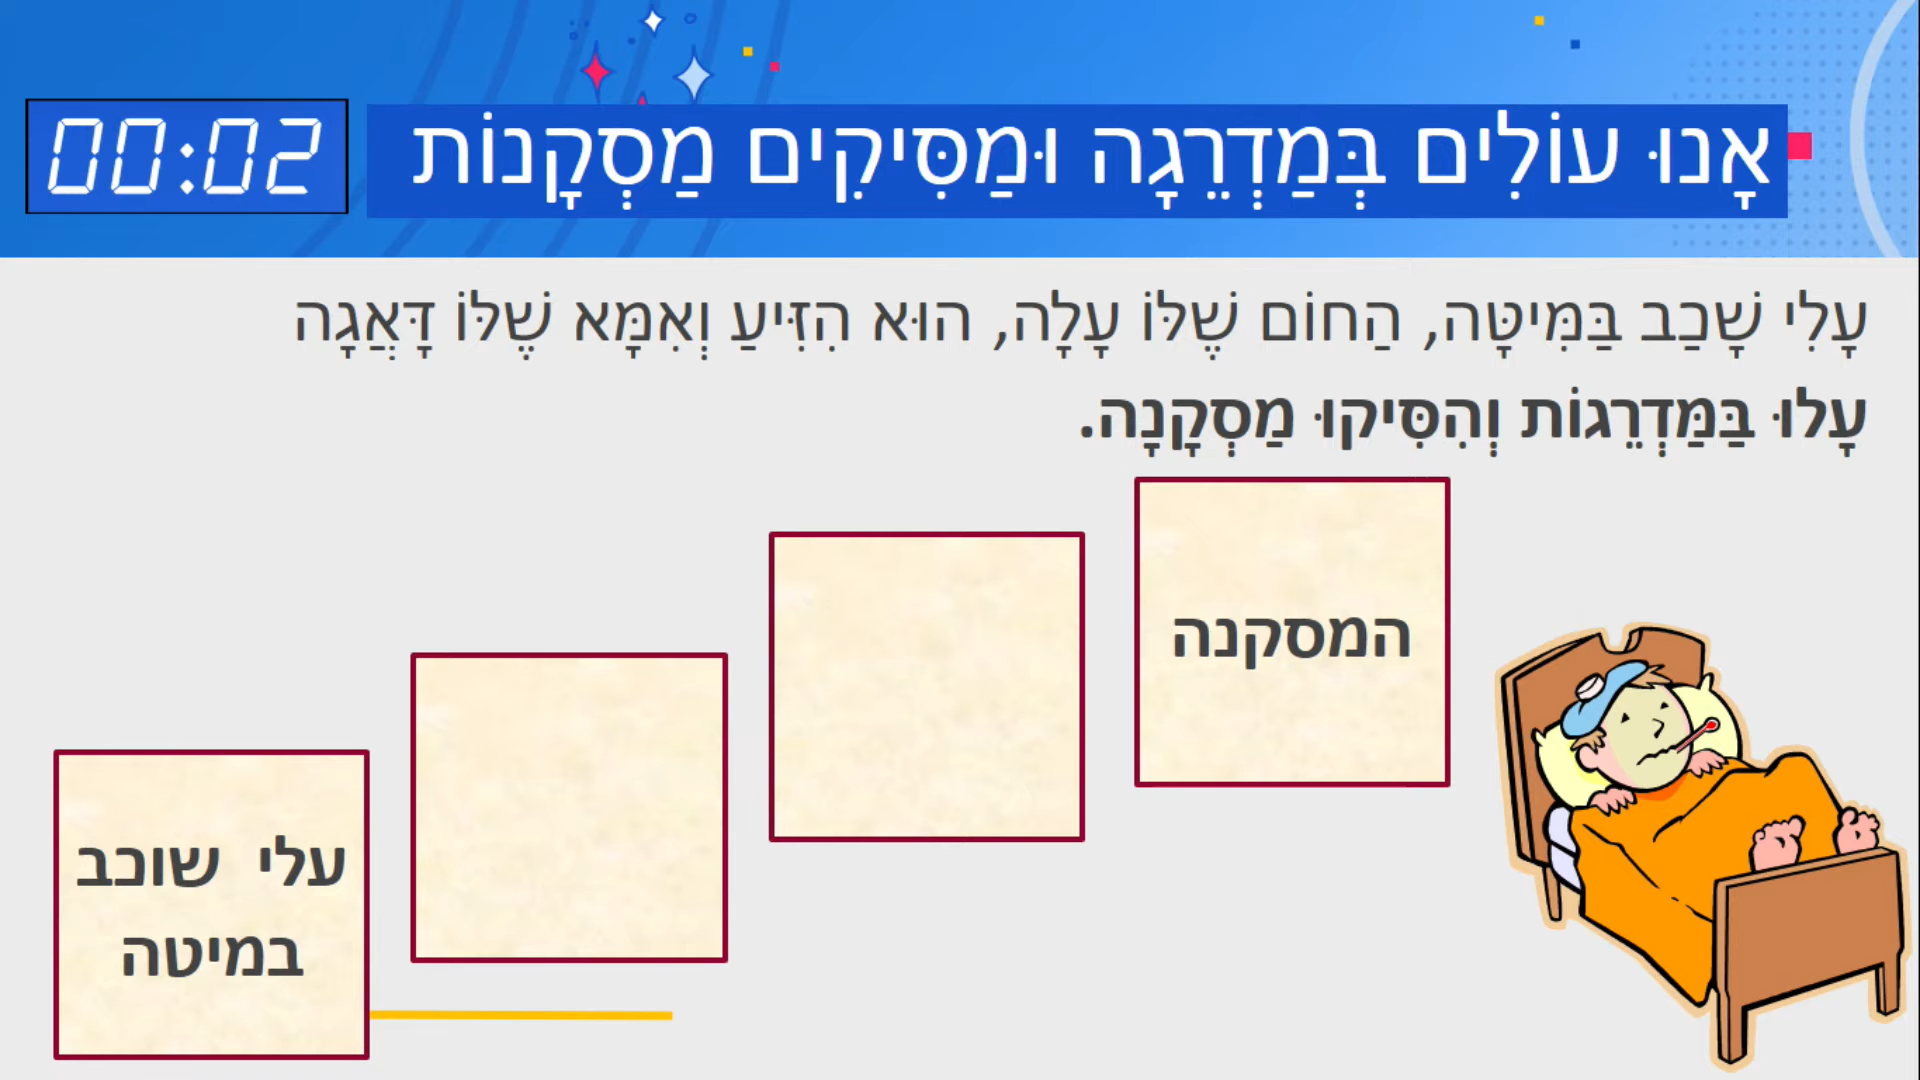 אָנוּ עוֹלִים בְּמַדְרֵגָה וּמַסִּיקִים מַסְקָנוֹת
00:02
עָלִי שָׁכַב בַּמִּיטָּה, הַחוֹם שֶׁלּוֹ עָלָה, הוּא הִזִּיעַ וְאִמָּא שֶׁלּוֹ דָּאֲגָה
עָלוּ בַּמַּדְרֵגוֹת וְהִסִּיקוּ מַסְקָנָה.
המסקנה
עלי שוכב
במיטה